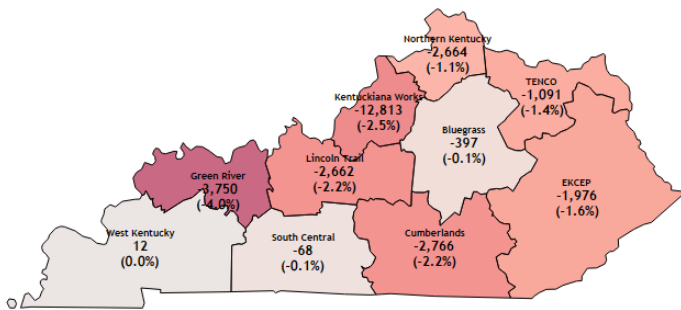 Northern Kentucky
-2,664
(-1.1%)
TENCO
-1,091
(-1.4%)
Kentuckiana Works
-12,813
(-2.5%)
Bluegrass
-397
(-0.1%)
Lincoln Trail
-2,662
(-2.2%)
Green River
-3,750
(-4.0%)
EKCEP
-1,976
(-1.6%)
West Kentucky
12
(0.0%)
South Central
-68
(-0.1%)
Cumberlands
-2,766
(-2.2%)